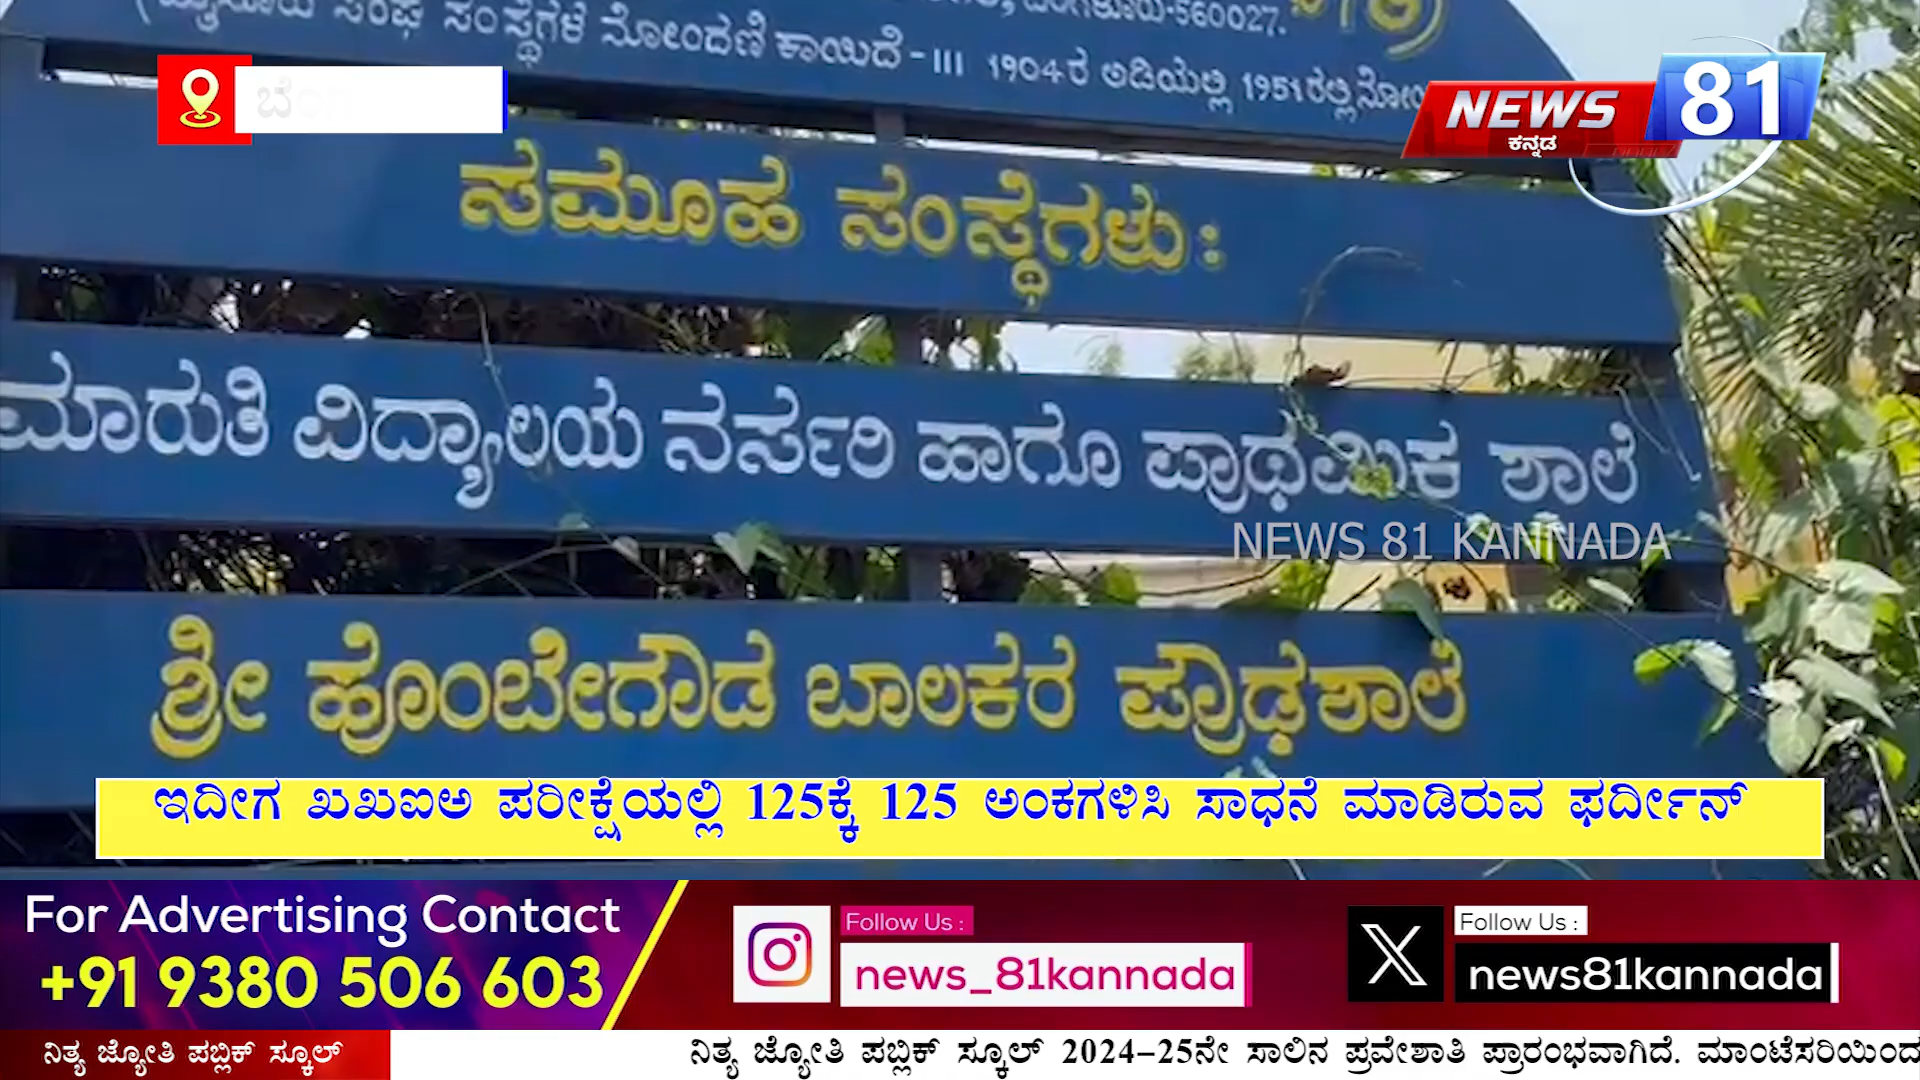 ಸಂಘ ಸಂಸ್ಥೆಗಳ ನೋಂದಣಿ ಕಾಯಿದೆ - III 1904ರ ಅಡಿಯಲ್ಲಿ 1951ರಲ್ಲಿ
NEWS 81
ಕನ್ನಡ
ಸಮೂಹ ಸಂಸ್ಥೆಗಳು:
ಮಾರುತಿ ವಿದ್ಯಾಲಯ ನರ್ಸರಿ ಹಾಗೂ ಪ್ರಾಥಮಿಕ ಶಾಲೆ
NEWS 81 KANNADA
ಶ್ರೀ ಹೊಂಬೇಗೌಡ ಬಾಲಕರ ಪ್ರೌಢಶಾಲೆ
ಇದೀಗ ಖಖಐಅ ಪರೀಕ್ಷೆಯಲ್ಲಿ 125ಕ್ಕೆ 125 ಅಂಕಗಳಿಸಿ ಸಾಧನೆ ಮಾಡಿರುವ ಫರ್ದೀನ್
For Advertising Contact
+91 9380 506 603
Follow Us :
news_81kannada
Follow Us :
news81kannada
ನಿತ್ಯ ಜ್ಯೋತಿ ಪಬ್ಲಿಕ್ ಸ್ಕೂಲ್
ನಿತ್ಯ ಜ್ಯೋತಿ ಪಬ್ಲಿಕ್ ಸ್ಕೂಲ್ 2024-25ನೇ ಸಾಲಿನ ಪ್ರವೇಶಾತಿ ಪ್ರಾರಂಭವಾಗಿದೆ. ಮಾಂಟೆಸರಿಯಿಂದ